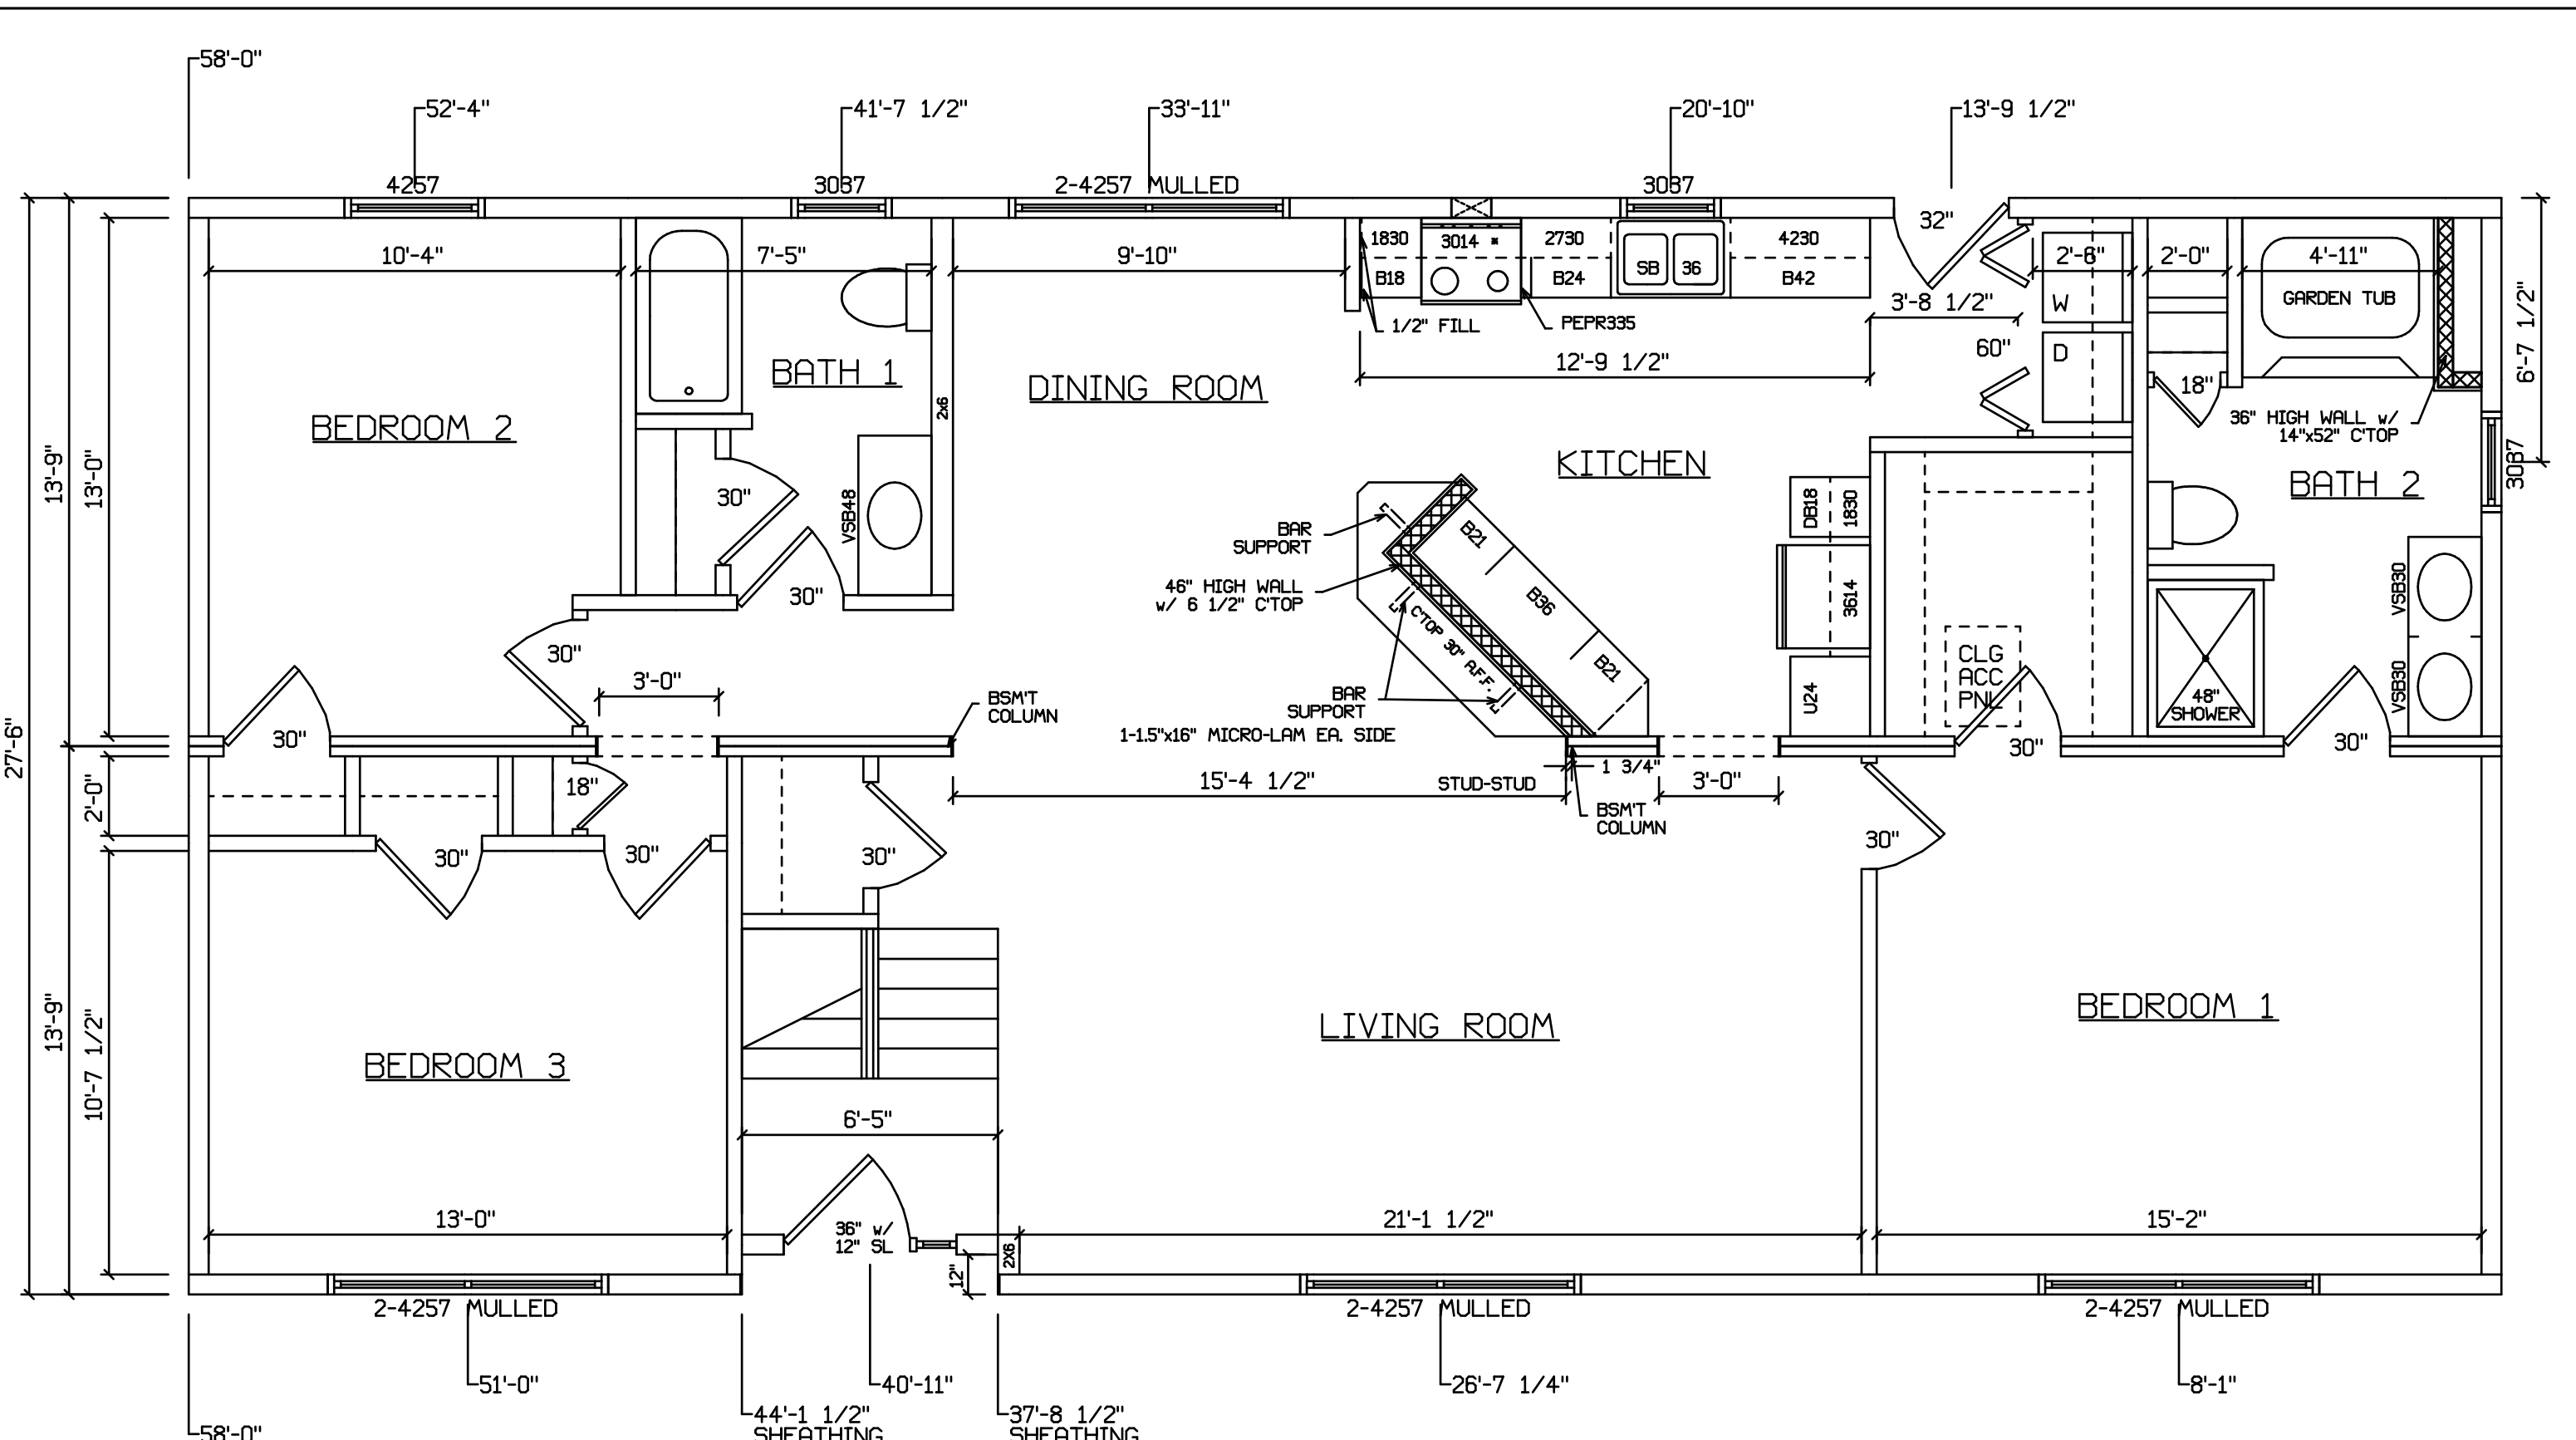 58'-0"
52'-4"
41'-7 1/2"
33'-11"
20'-10"
13'-9 1/2"
4257
3037
2-4257 MULLED
3037
32"
10'-4"
7'-5"
9'-10"
1830
3014 *
2730
4230
B18
B24
SB 36
B42
2'-8"
2'-0"
4'-11"
GARDEN TUB
W
3'-8 1/2"
1/2" FILL
PEPR335
12'-9 1/2"
60"
D
6'-7 1/2"
BATH 1
DINING ROOM
2x6
18"
36" HIGH WALL w/
14"x52" C'TOP
BEDROOM 2
KITCHEN
3037
BATH 2
13'-9"
13'-0"
30"
VSB48
BAR
SUPPORT
B21
DB18
1830
46" HIGH WALL
w/ 6 1/2" C'TOP
B36
3614
VSB30
30"
C'TOP 30" A.F.F.
30"
3'-0"
B21
CLG
ACC
PNL
BSM'T
COLUMN
BAR
SUPPORT
U24
48"
SHOWER
VSB30
1-1.5"x16" MICRO-LAM EA. SIDE
30"
30"
30"
27'-6"
2'-0"
18"
15'-4 1/2"
STUD-STUD
1 3/4"
3'-0"
BSM'T
COLUMN
30"
30"
30"
30"
13'-9"
10'-7 1/2"
BEDROOM 3
LIVING ROOM
BEDROOM 1
6'-5"
13'-0"
36" w/
12" SL
21'-1 1/2"
15'-2"
2X6
12"
2-4257 MULLED
2-4257 MULLED
2-4257 MULLED
51'-0"
40'-11"
26'-7 1/4"
8'-1"
44'-1 1/2"
SHEATHING
37'-8 1/2"
SHEATHING
58'-0"